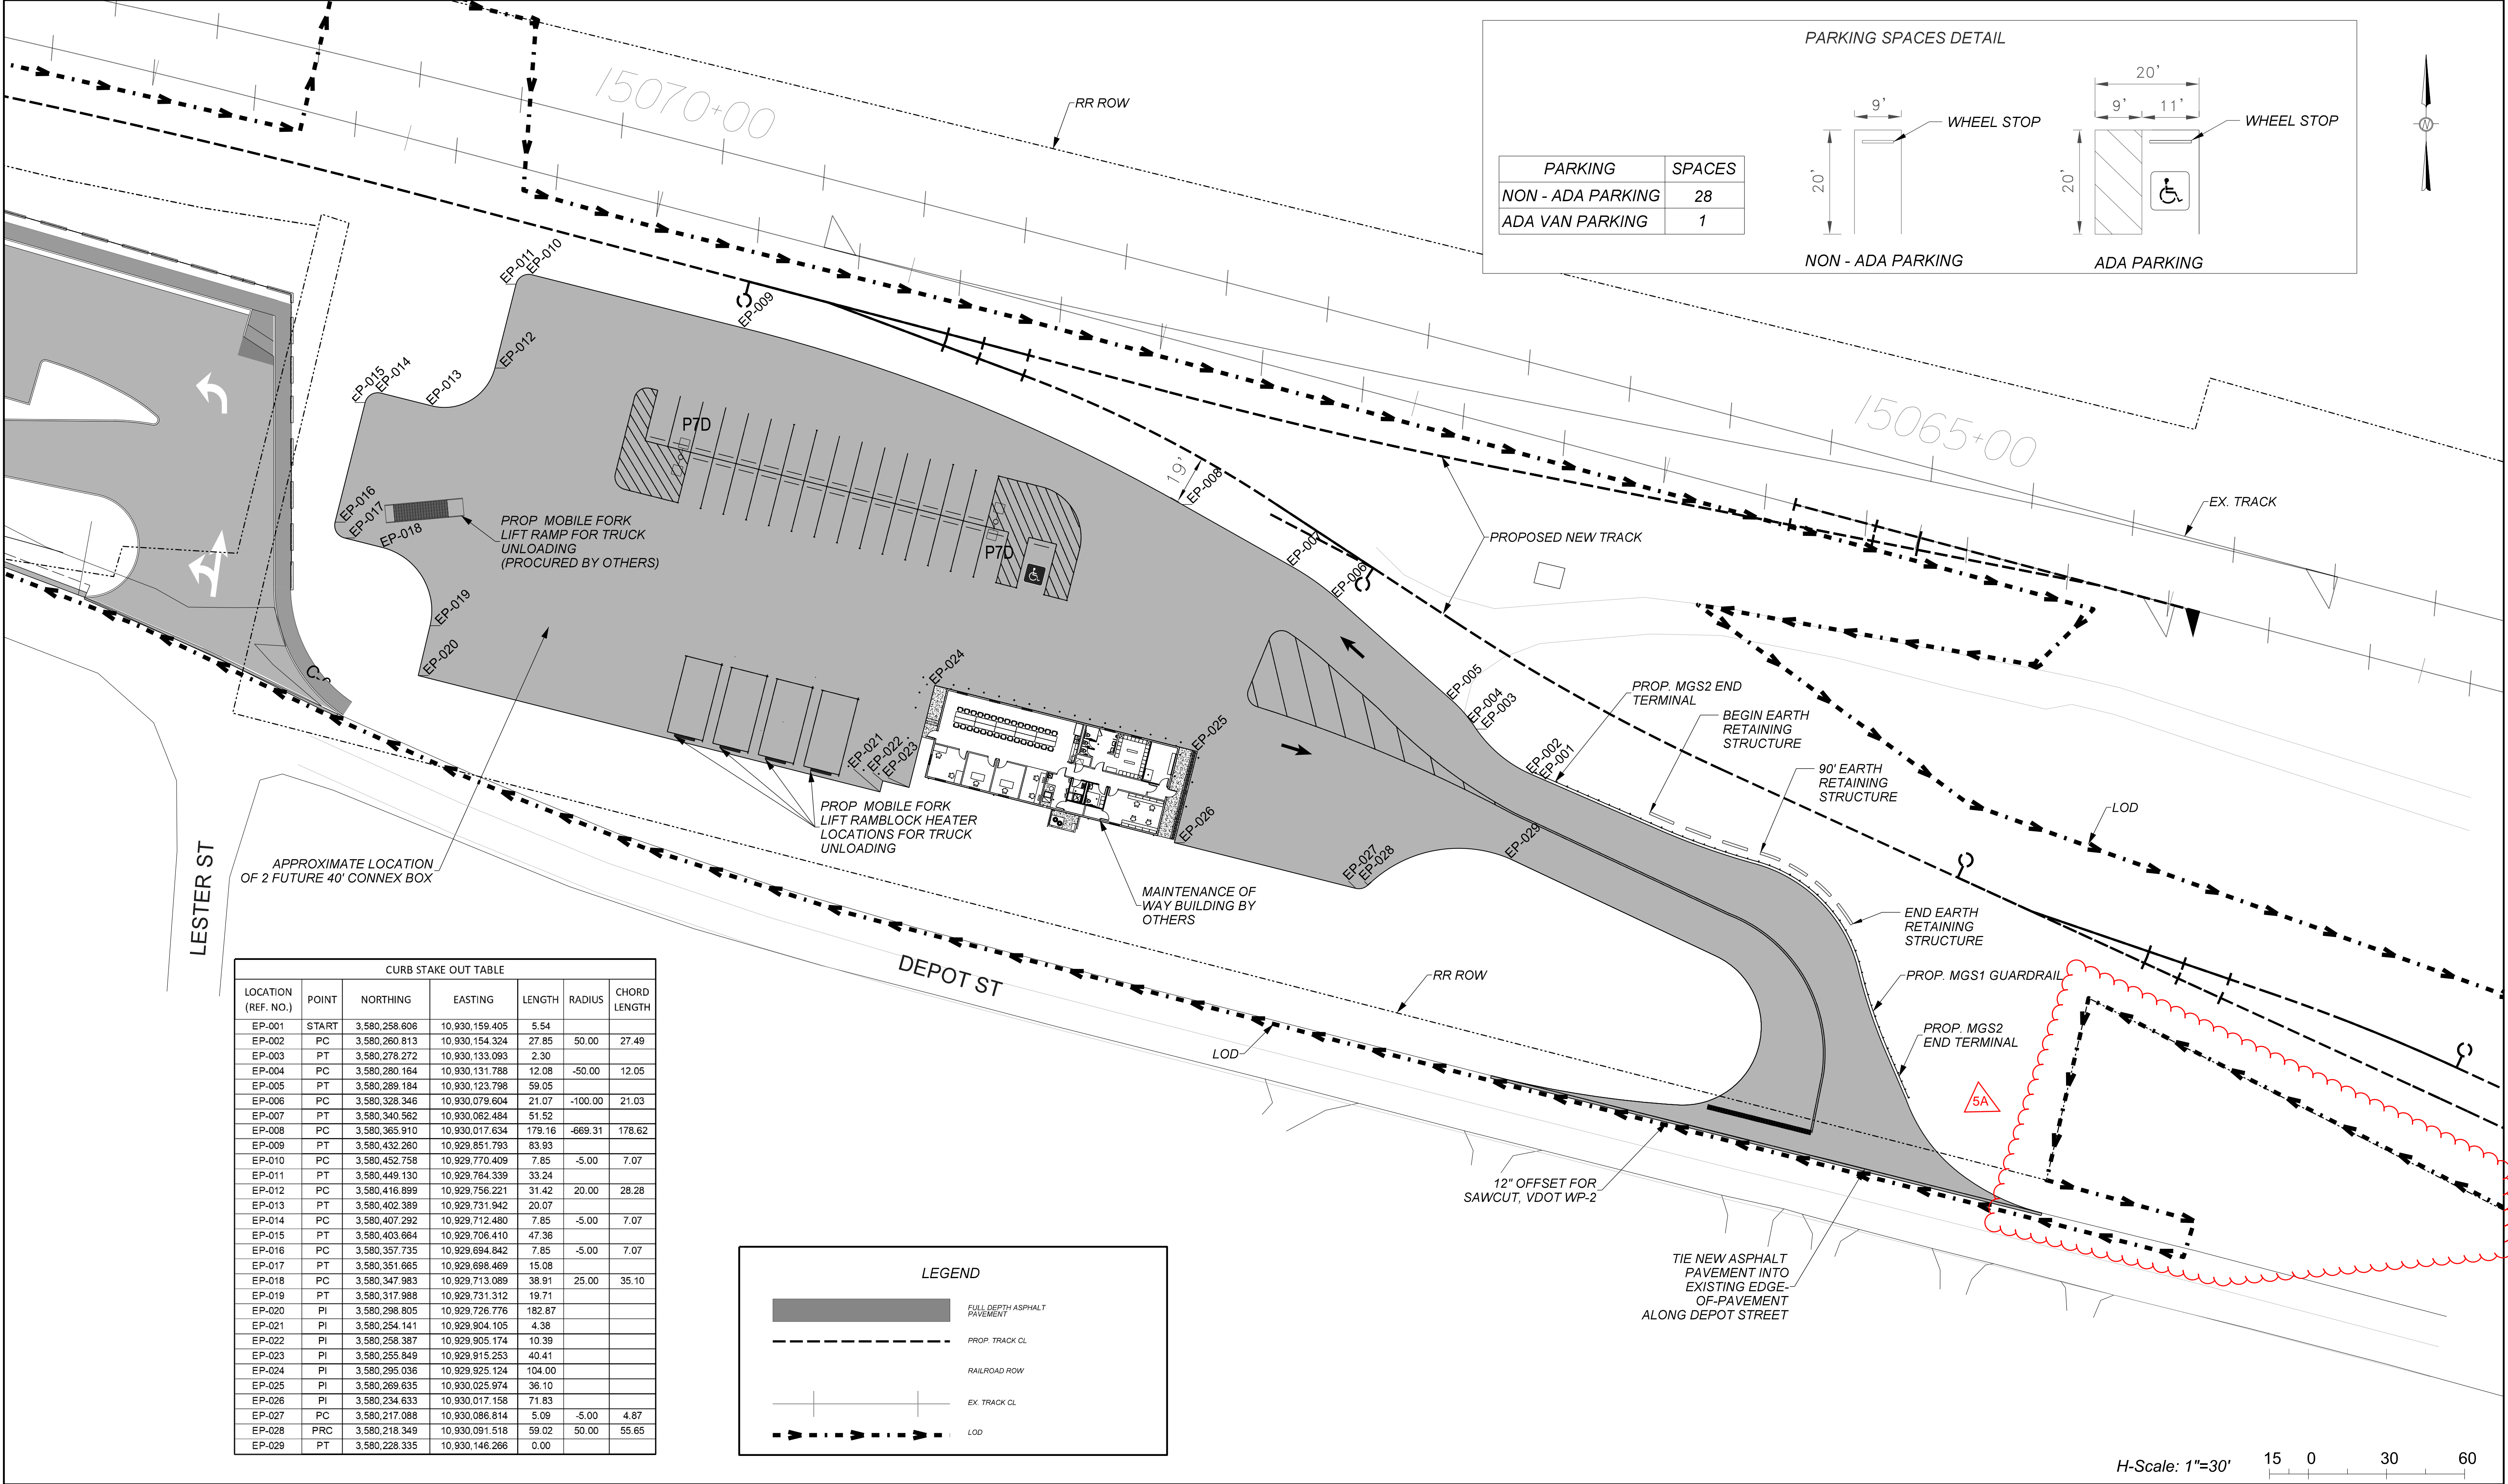 PARKING SPACES DETAIL
20'
9'
9'
11'
WHEEL STOP
WHEEL STOP
N
PARKING SPACES
NON - ADA PARKING 28
ADA VAN PARKING 1
20'
20'
NON - ADA PARKING
ADA PARKING
15070+00
RR ROW
EP-011
EP-010
EP-009
EP-012
EP-015
EP-014
EP-013
P7D
15065+00
19'
EP-008
EX. TRACK
EP-016
EP-017
EP-018
PROP MOBILE FORK
LIFT RAMP FOR TRUCK
UNLOADING
(PROCURED BY OTHERS)
P7D
PROPOSED NEW TRACK
EP-007
EP-006
EP-019
EP-020
EP-024
EP-005
EP-004
EP-003
PROP. MGS2 END
TERMINAL
BEGIN EARTH
RETAINING
STRUCTURE
EP-021
EP-022
EP-023
EP-025
EP-002
EP-001
90' EARTH
RETAINING
STRUCTURE
LOD
PROP MOBILE FORK
LIFT RAMBLOCK HEATER
LOCATIONS FOR TRUCK
UNLOADING
EP-026
EP-029
EP-027
EP-028
LESTER ST
APPROXIMATE LOCATION
OF 2 FUTURE 40' CONNEX BOX
MAINTENANCE OF
WAY BUILDING BY
OTHERS
END EARTH
RETAINING
STRUCTURE
DEPOT ST
RR ROW
PROP. MGS1 GUARDRAIL
LOD
PROP. MGS2
END TERMINAL
5A
12" OFFSET FOR
SAWCUT, VDOT WP-2
TIE NEW ASPHALT
PAVEMENT INTO
EXISTING EDGE-
OF-PAVEMENT
ALONG DEPOT STREET
CURB STAKE OUT TABLE
LOCATION (REF. NO.) POINT NORTHING EASTING LENGTH RADIUS CHORD LENGTH
EP-001 START 3,580,258.606 10,930,159.405 5.54
EP-002 PC 3,580,260.813 10,930,154.324 27.85 50.00 27.49
EP-003 PT 3,580,278.272 10,930,133.093 2.30
EP-004 PC 3,580,280.164 10,930,131.788 12.08 -50.00 12.05
EP-005 PT 3,580,289.184 10,930,123.798 59.05
EP-006 PC 3,580,328.346 10,930,079.604 21.07 -100.00 21.03
EP-007 PT 3,580,340.562 10,930,062.484 51.52
EP-008 PC 3,580,365.910 10,930,017.634 179.16 -669.31 178.62
EP-009 PT 3,580,432.260 10,929,851.793 83.93
EP-010 PC 3,580,452.758 10,929,770.409 7.85 -5.00 7.07
EP-011 PT 3,580,449.130 10,929,764.339 33.24
EP-012 PC 3,580,416.899 10,929,756.221 31.42 20.00 28.28
EP-013 PT 3,580,402.389 10,929,731.942 20.07
EP-014 PC 3,580,407.292 10,929,712.480 7.85 -5.00 7.07
EP-015 PT 3,580,403.664 10,929,706.410 47.36
EP-016 PC 3,580,357.735 10,929,694.842 7.85 -5.00 7.07
EP-017 PT 3,580,351.665 10,929,698.469 15.08
EP-018 PC 3,580,347.983 10,929,713.089 38.91 25.00 35.10
EP-019 PT 3,580,317.988 10,929,731.312 19.71
EP-020 PI 3,580,298.805 10,929,726.776 182.87
EP-021 PI 3,580,254.141 10,929,904.105 4.38
EP-022 PI 3,580,258.387 10,929,905.174 10.39
EP-023 PI 3,580,255.849 10,929,915.253 40.41
EP-024 PI 3,580,295.036 10,929,925.124 104.00
EP-025 PI 3,580,269.635 10,930,025.974 36.10
EP-026 PI 3,580,234.633 10,930,017.158 71.83
EP-027 PC 3,580,217.088 10,930,086.814 5.09 -5.00 4.87
EP-028 PRC 3,580,218.349 10,930,091.518 59.02 50.00 55.65
EP-029 PT 3,580,228.335 10,930,146.266 0.00
LEGEND
FULL DEPTH ASPHALT
PAVEMENT
PROP. TRACK CL
RAILROAD ROW
EX. TRACK CL
LOD
H-Scale: 1"=30'
15 0 30 60